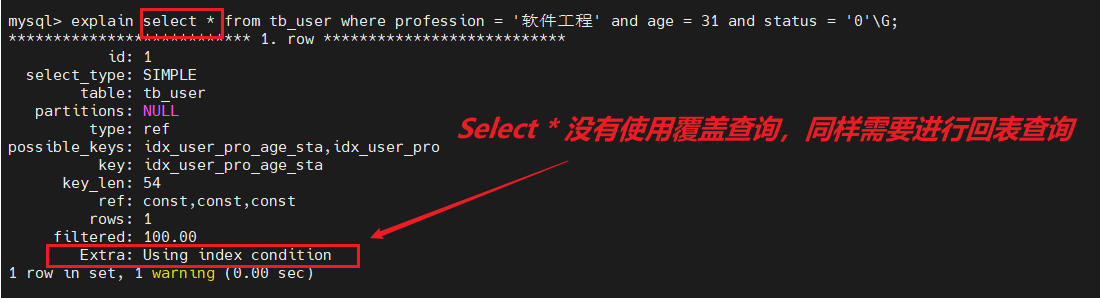 mysql> explain select * from tb_user where profession = '软件工程' and age = 31 and status = '0'\G;
*************************** 1. row ***************************
id: 1
select_type: SIMPLE
table: tb_user
partitions: NULL
type: ref
Select * 没有使用覆盖查询，同样需要进行回表查询
possible_keys: idx_user_pro_age_sta,idx_user_pro
key: idx_user_pro_age_sta
key_len: 54
ref: const,const,const
rows: 1
filtered: 100.00
Extra: Using index condition
1 row in set, 1 warning (0.00 sec)